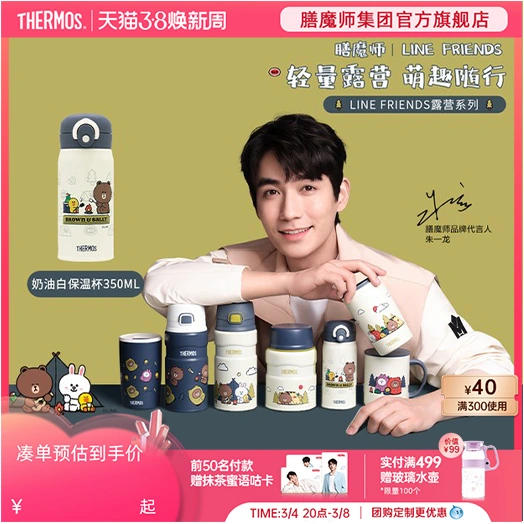 THERMOS. 天猫3·8焕新周 膳魔师集团官方旗舰店
膳魔师 | LINE FRIENDS
轻量露营 萌趣随行
LINE FRIENDS露营系列
膳魔师品牌代言人
朱一龙
BROWN & SALLY
THERMOS
奶油白保温杯350ML
THERMOS
THERMOS
THERMOS
THERMOS
¥40
满300使用
凑单预估到手价
¥ 起
前50名付款
赠抹茶蜜语咭卡
实付满499
赠玻璃水壶
*限量100个
价值
¥99
TIME:3/4 20点-3/8
团购定制更优惠